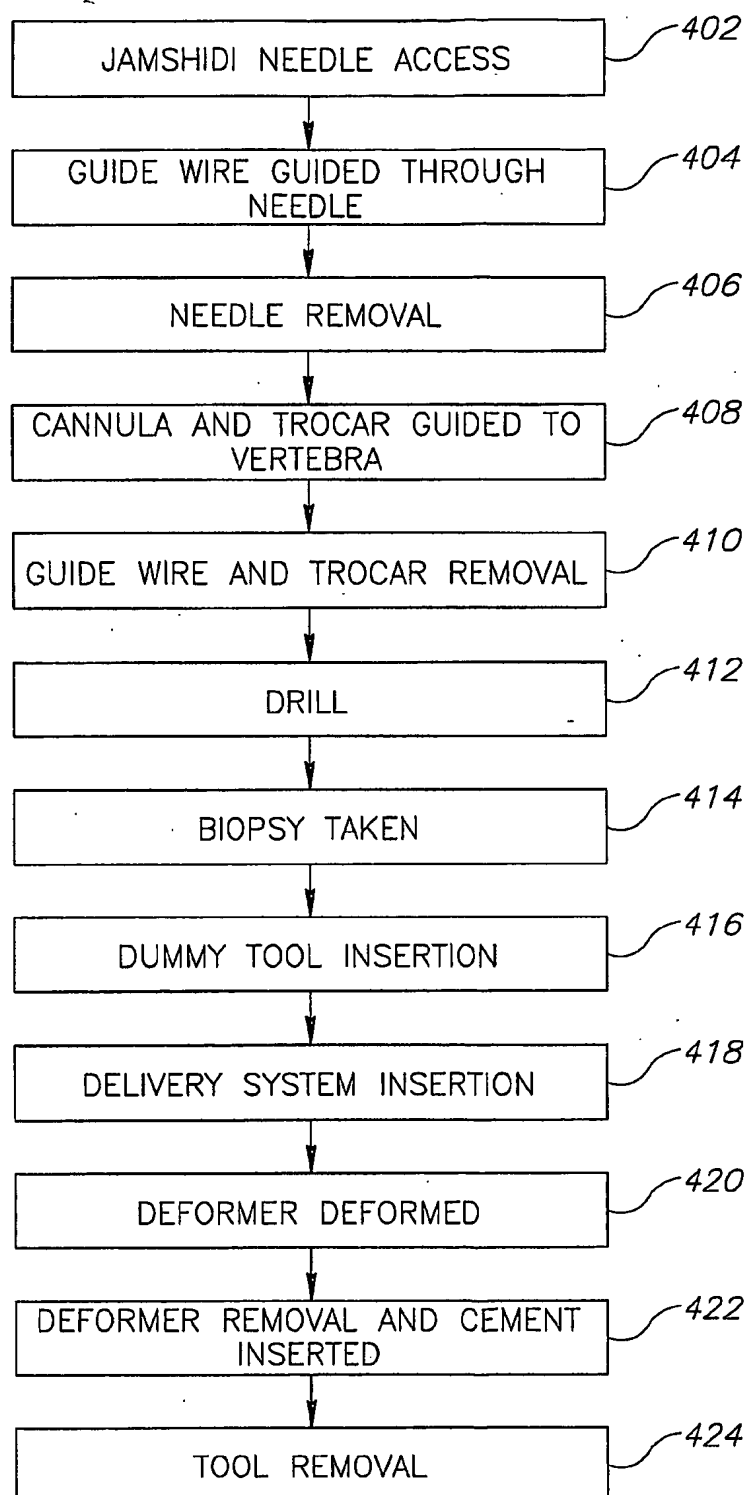 JAMSHIDI NEEDLE ACCESS
402
GUIDE WIRE GUIDED THROUGH
NEEDLE
404
NEEDLE REMOVAL
406
CANNULA AND TROCAR GUIDED TO
VERTEBRA
408
GUIDE WIRE AND TROCAR REMOVAL
410
DRILL
412
BIOPSY TAKEN
414
DUMMY TOOL INSERTION
416
DELIVERY SYSTEM INSERTION
418
DEFORMER DEFORMED
420
DEFORMER REMOVAL AND CEMENT
INSERTED
422
TOOL REMOVAL
424